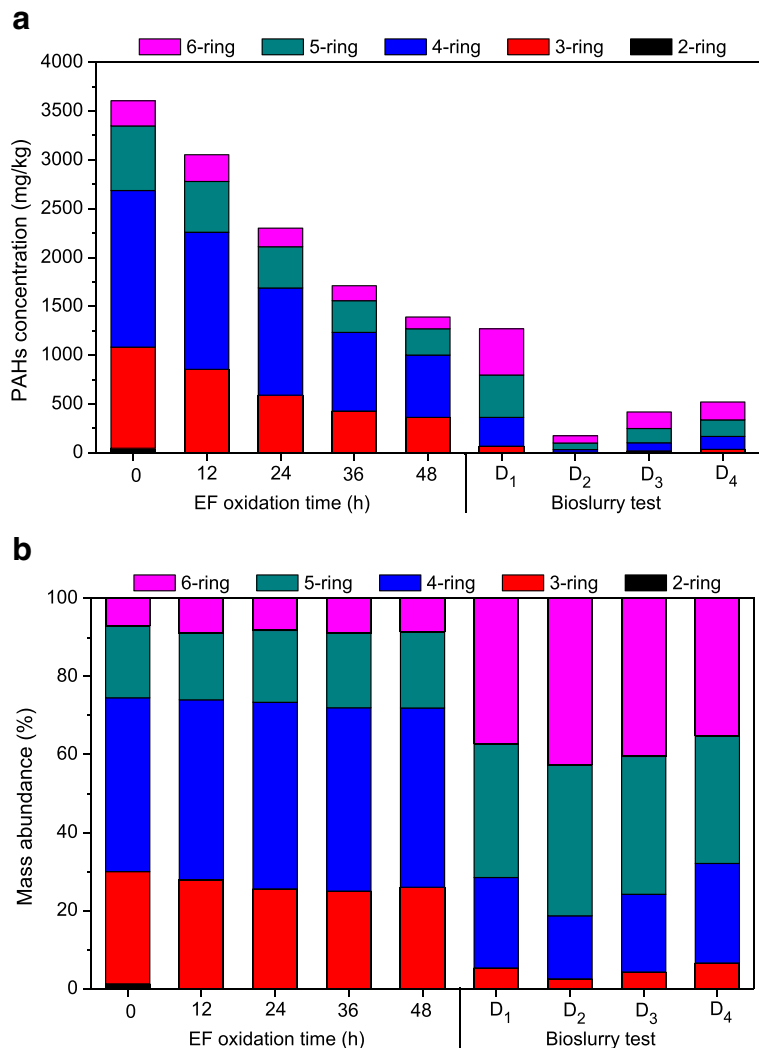 a
6-ring 5-ring 4-ring 3-ring 2-ring
4000
3500
3000
2500
2000
1500
1000
500
0
PAHs concentration (mg/kg)
0 12 24 36 48 D1 D2 D3 D4
EF oxidation time (h) Bioslurry test
b
6-ring 5-ring 4-ring 3-ring 2-ring
100
80
60
40
20
0
Mass abundance (%)
0 12 24 36 48 D1 D2 D3 D4
EF oxidation time (h) Bioslurry test